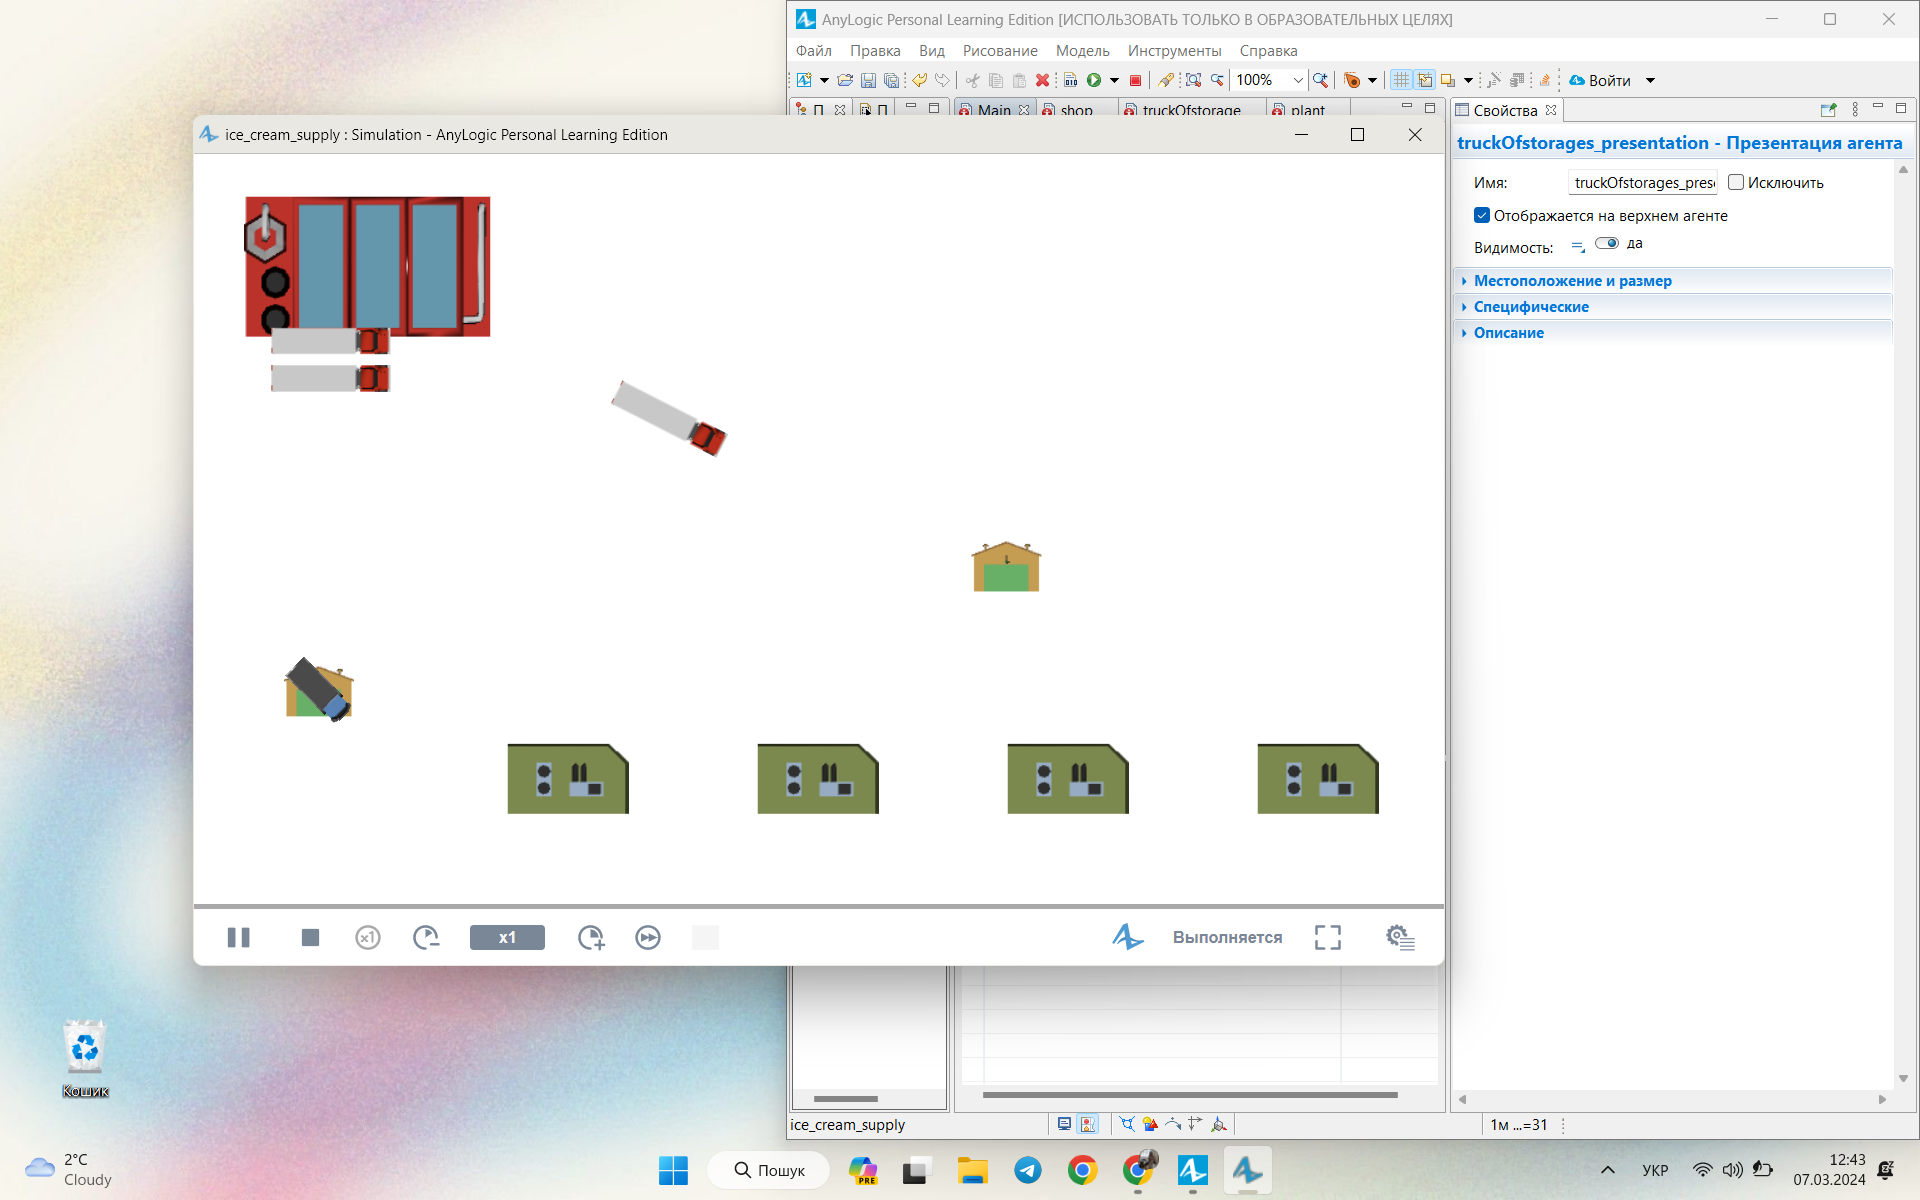 AnyLogic Personal Learning Edition [ИСПОЛЬЗОВАТЬ ТОЛЬКО В ОБРАЗОВАТЕЛЬНЫХ ЦЕЛЯХ]
Файл Правка Вид Рисование Модель Инструменты Справка
100% Войти
П П Main shop truckOfstorage plant Свойства
ice_cream_supply : Simulation - AnyLogic Personal Learning Edition
truckOfstorages_presentation - Презентация агента
Имя: truckOfstorages_pres Исключить
Отображается на верхнем агенте
Видимость: да
Местоположение и размер
Специфические
Описание
x1 x1 Выполняется
Кошик
ice_cream_supply 1м ...=31
2°C
Cloudy
Пошук
PRE
УКР
12:43
07.03.2024